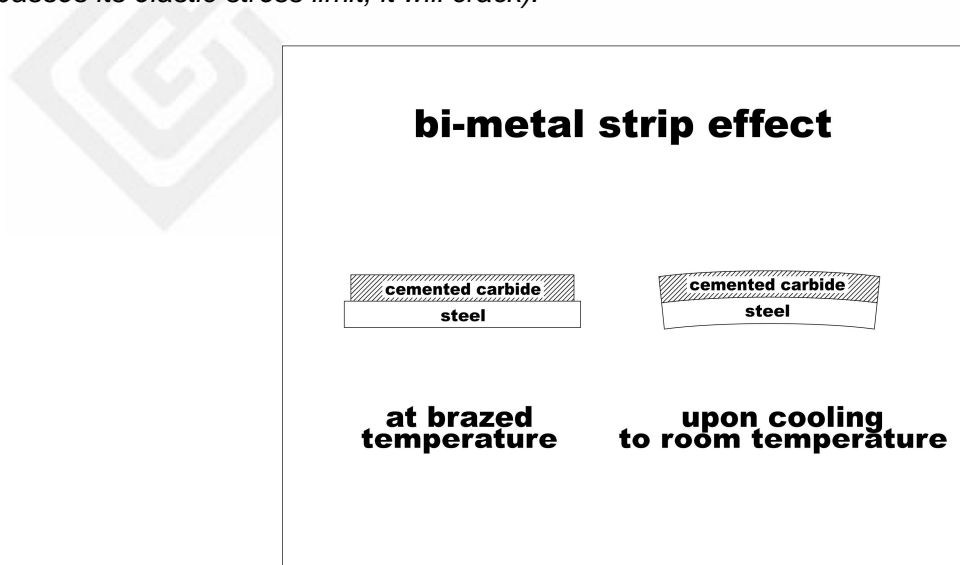 its elastic stress limit, it will crack).
bi-metal strip effect
cemented carbide
steel
cemented carbide
steel
at brazed
temperature
upon cooling
to room temperature